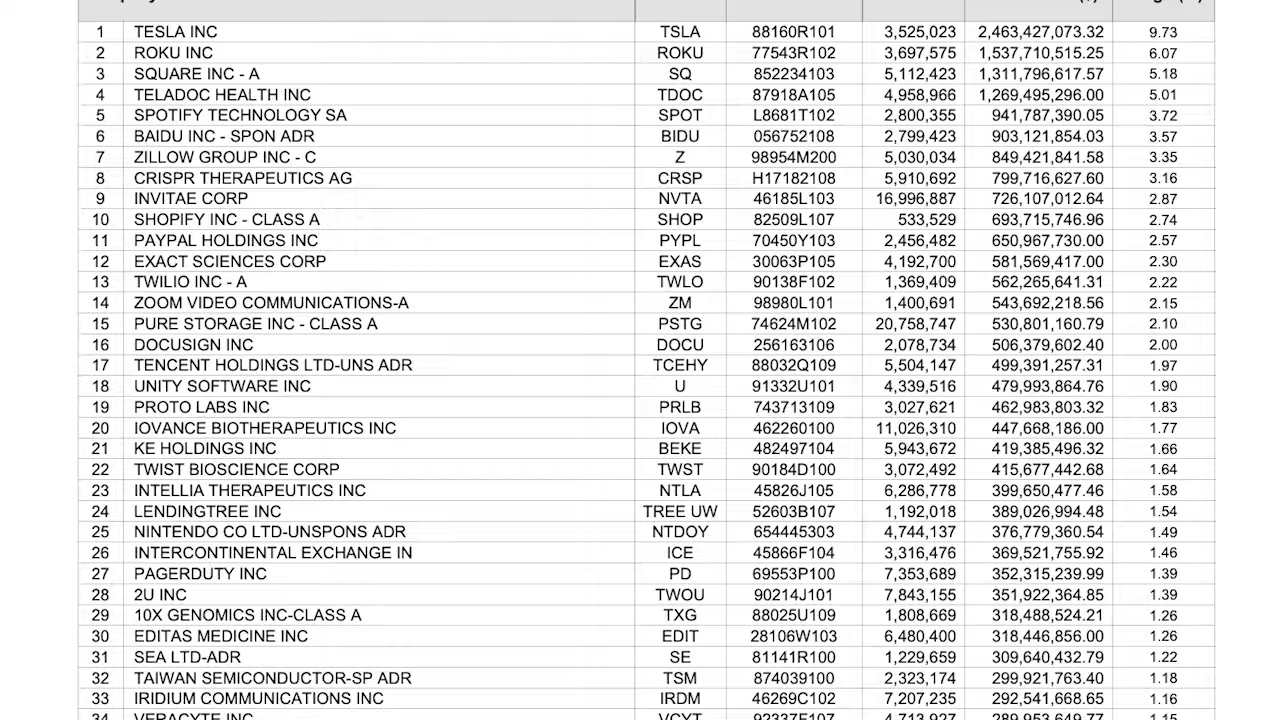 1 TESLA INC TSLA 88160R101 3,525,023 2,463,427,073.32 9.73
2 ROKU INC ROKU 77543R102 3,697,575 1,537,710,515.25 6.07
3 SQUARE INC - A SQ 852234103 5,112,423 1,311,796,617.57 5.18
4 TELADOC HEALTH INC TDOC 87918A105 4,958,966 1,269,495,296.00 5.01
5 SPOTIFY TECHNOLOGY SA SPOT L8681T102 2,800,355 941,787,390.05 3.72
6 BAIDU INC - SPON ADR BIDU 056752108 2,799,423 903,121,854.03 3.57
7 ZILLOW GROUP INC - C Z 98954M200 5,030,034 849,421,841.58 3.35
8 CRISPR THERAPEUTICS AG CRSP H17182108 5,910,692 799,716,627.60 3.16
9 INVITAE CORP NVTA 46185L103 16,996,887 726,107,012.64 2.87
10 SHOPIFY INC - CLASS A SHOP 82509L107 533,529 693,715,746.96 2.74
11 PAYPAL HOLDINGS INC PYPL 70450Y103 2,456,482 650,967,730.00 2.57
12 EXACT SCIENCES CORP EXAS 30063P105 4,192,700 581,569,417.00 2.30
13 TWILIO INC - A TWLO 90138F102 1,369,409 562,265,641.31 2.22
14 ZOOM VIDEO COMMUNICATIONS-A ZM 98980L101 1,400,691 543,692,218.56 2.15
15 PURE STORAGE INC - CLASS A PSTG 74624M102 20,758,747 530,801,160.79 2.10
16 DOCUSIGN INC DOCU 256163106 2,078,734 506,379,602.40 2.00
17 TENCENT HOLDINGS LTD-UNS ADR TCEHY 88032Q109 5,504,147 499,391,257.31 1.97
18 UNITY SOFTWARE INC U 91332U101 4,339,516 479,993,864.76 1.90
19 PROTO LABS INC PRLB 743713109 3,027,621 462,983,803.32 1.83
20 IOVANCE BIOTHERAPEUTICS INC IOVA 462260100 11,026,310 447,668,186.00 1.77
21 KE HOLDINGS INC BEKE 482497104 5,943,672 419,385,496.32 1.66
22 TWIST BIOSCIENCE CORP TWST 90184D100 3,072,492 415,677,442.68 1.64
23 INTELLIA THERAPEUTICS INC NTLA 45826J105 6,286,778 399,650,477.46 1.58
24 LENDINGTREE INC TREE UW 52603B107 1,192,018 389,026,994.48 1.54
25 NINTENDO CO LTD-UNSPONS ADR NTDOY 654445303 4,744,137 376,779,360.54 1.49
26 INTERCONTINENTAL EXCHANGE IN ICE 45866F104 3,316,476 369,521,755.92 1.46
27 PAGERDUTY INC PD 69553P100 7,353,689 352,315,239.99 1.39
28 2U INC TWOU 90214J101 7,843,155 351,922,364.85 1.39
29 10X GENOMICS INC-CLASS A TXG 88025U109 1,808,669 318,488,524.21 1.26
30 EDITAS MEDICINE INC EDIT 28106W103 6,480,400 318,446,856.00 1.26
31 SEA LTD-ADR SE 81141R100 1,229,659 309,640,432.79 1.22
32 TAIWAN SEMICONDUCTOR-SP ADR TSM 874039100 2,323,174 299,921,763.40 1.18
33 IRIDIUM COMMUNICATIONS INC IRDM 46269C102 7,207,235 292,541,668.65 1.16
34 VERACYTE INC VCYT 92337F107 4,713,927 289,953,649.77 1.15